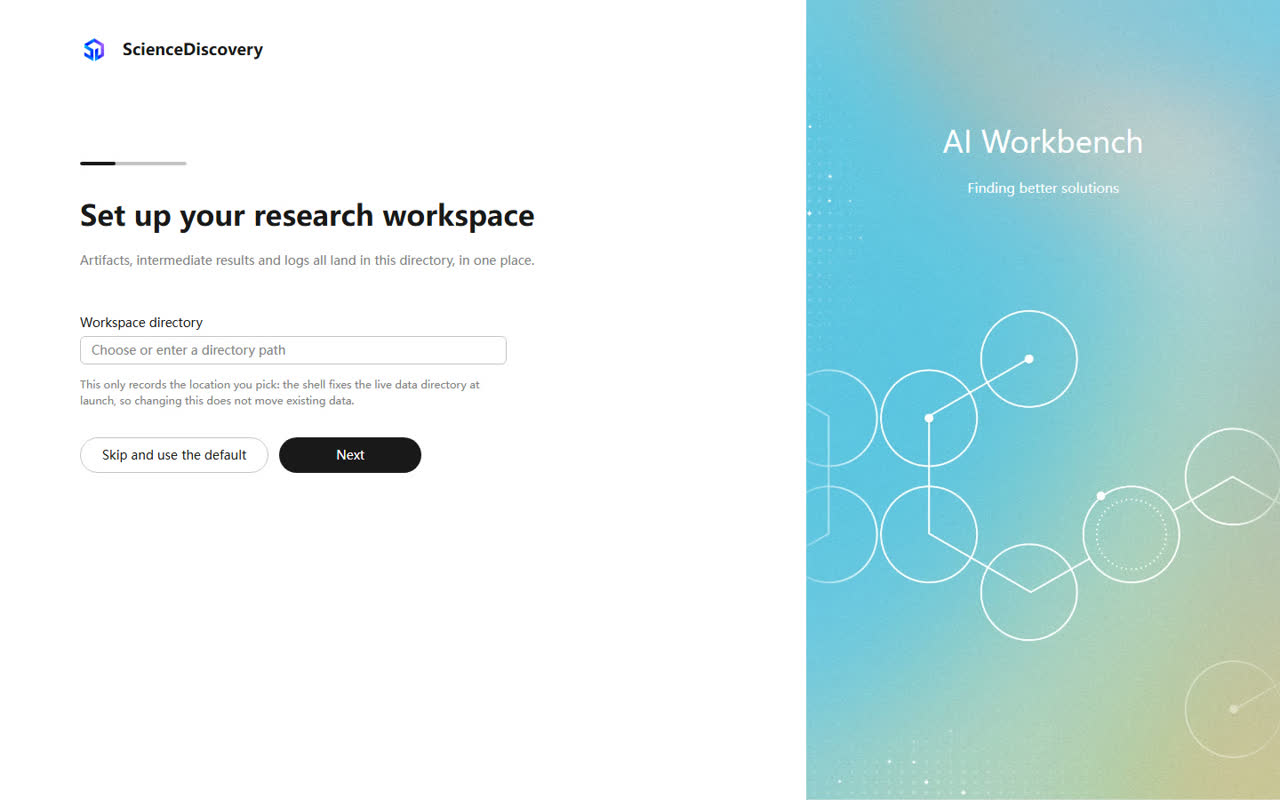 ScienceDiscovery
Set up your research workspace
Artifacts, intermediate results and logs all land in this directory, in one place.
Workspace directory
Choose or enter a directory path
This only records the location you pick: the shell fixes the live data directory at
launch, so changing this does not move existing data.
Skip and use the default
Next
AI Workbench
Finding better solutions